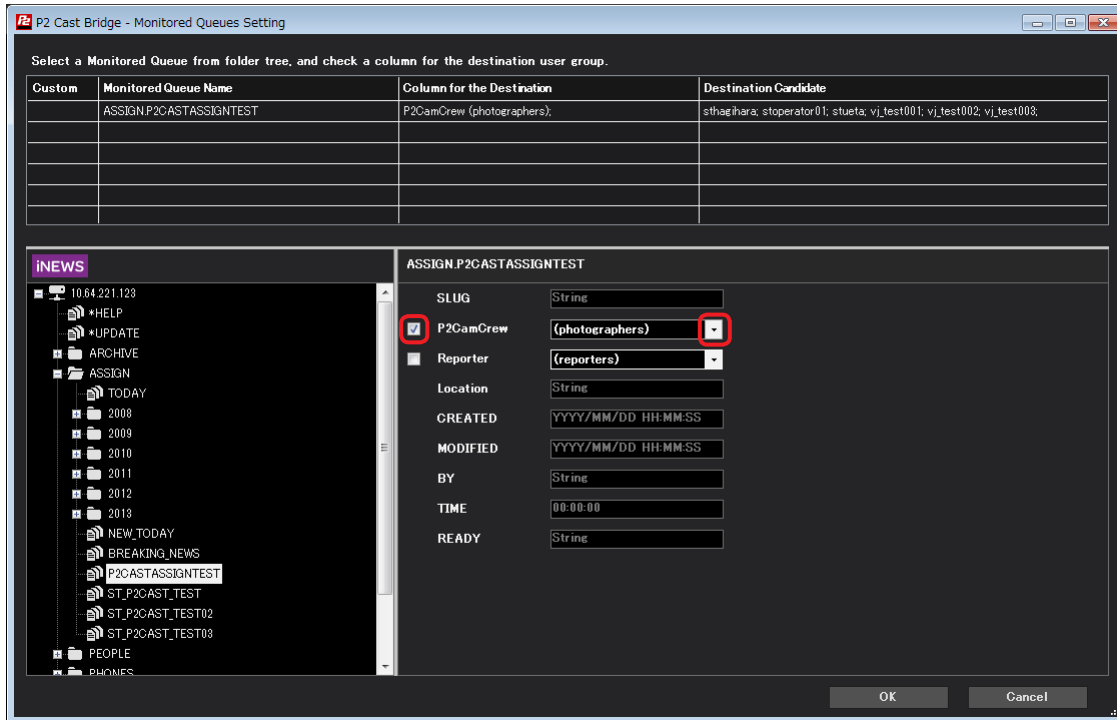 P2 P2 Cast Bridge - Monitored Queues Setting
Select a Monitored Queue from folder tree, and check a column for the destination user group.
Custom Monitored Queue Name Column for the Destination Destination Candidate
ASSIGN.P2CASTASSIGNTEST P2CamCrew (photographers); sthagihara; stoperator01; stueta; vj_test001; vj_test002; vj_test003;
iNEWS
10.64.221.123
*HELP
*UPDATE
ARCHIVE
ASSIGN
TODAY
2008
2009
2010
2011
2012
2013
NEW_TODAY
BREAKING_NEWS
P2CASTASSIGNTEST
ST_P2CAST_TEST
ST_P2CAST_TEST02
ST_P2CAST_TEST03
PEOPLE
PHONES
ASSIGN.P2CASTASSIGNTEST
SLUG String
P2CamCrew (photographers)
Reporter (reporters)
Location String
CREATED YYYY/MM/DD HH:MM:SS
MODIFIED YYYY/MM/DD HH:MM:SS
BY String
TIME 00:00:00
READY String
OK Cancel